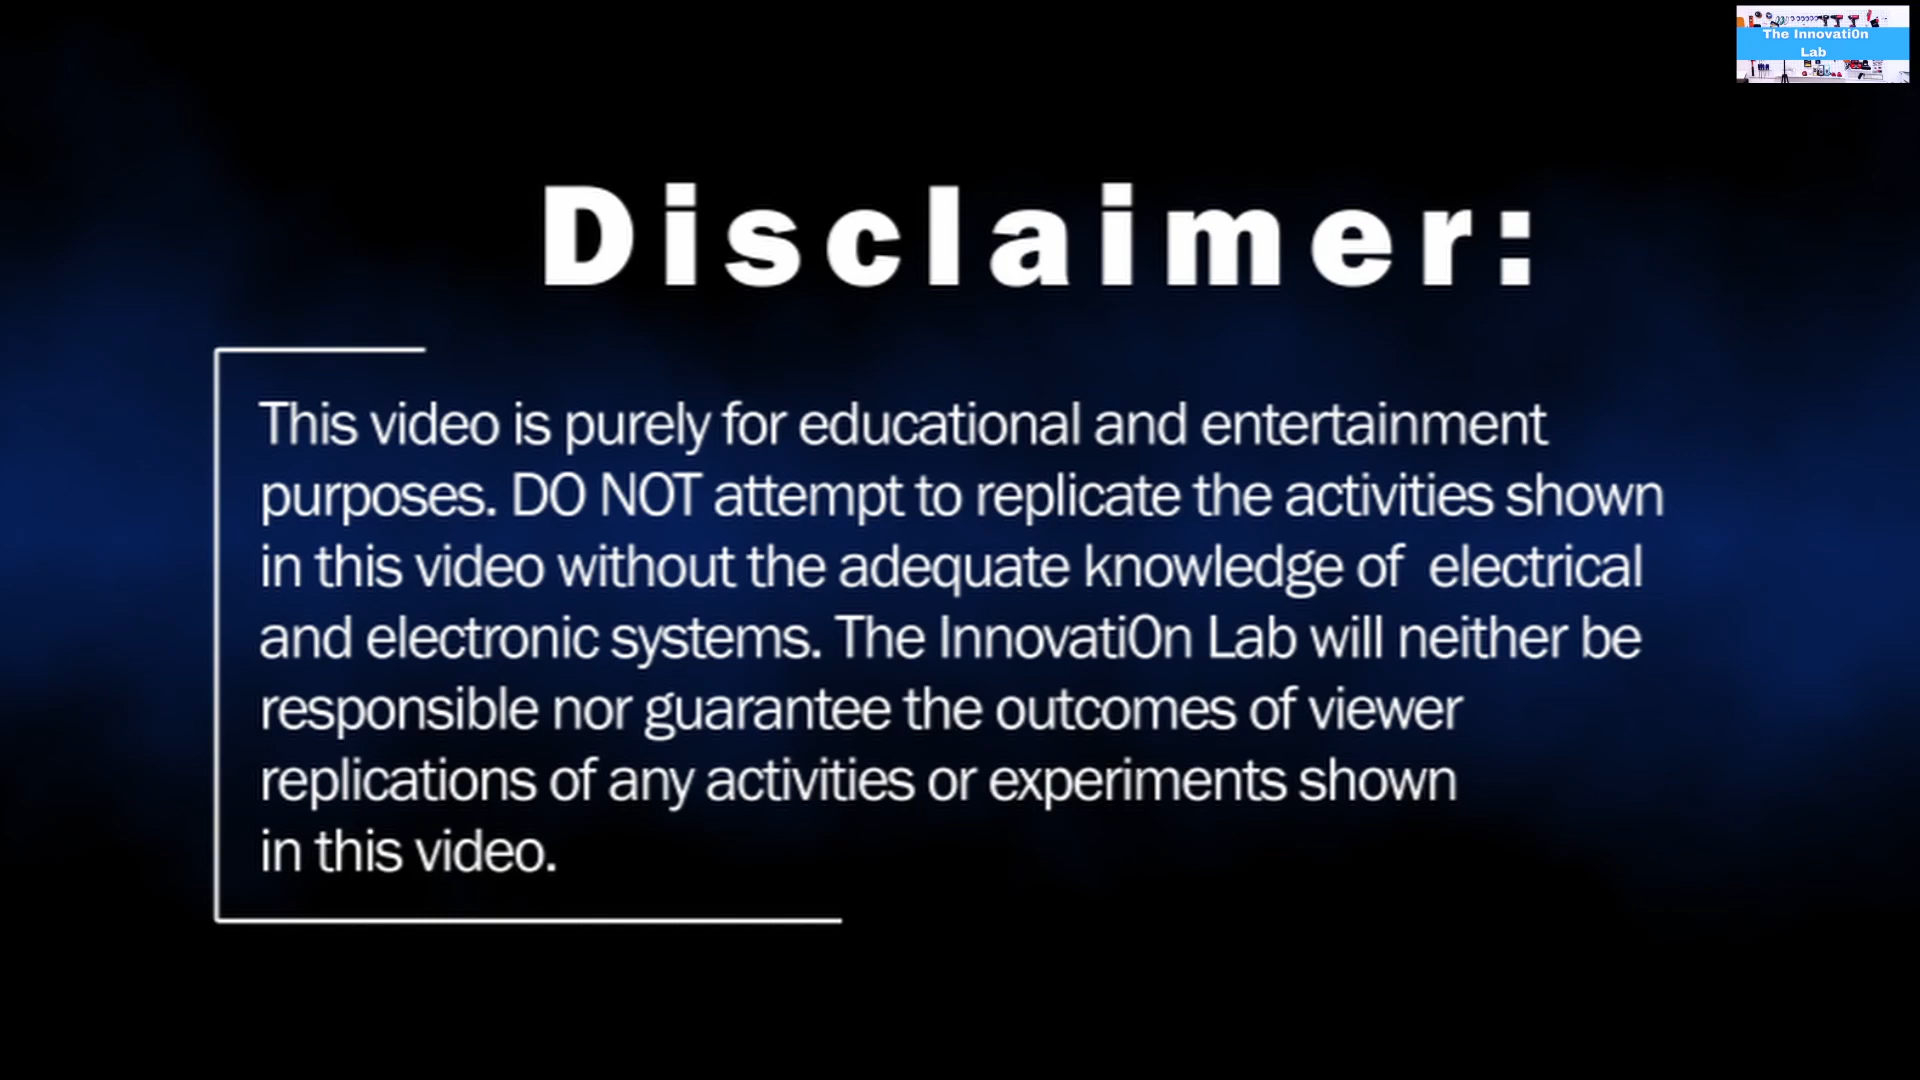 The Innovati0n
Lab
Disclaimer:
This video is purely for educational and entertainment
purposes. DO NOT attempt to replicate the activities shown
in this video without the adequate knowledge of  electrical
and electronic systems. The Innovati0n Lab will neither be
responsible nor guarantee the outcomes of viewer
replications of any activities or experiments shown
in this video.